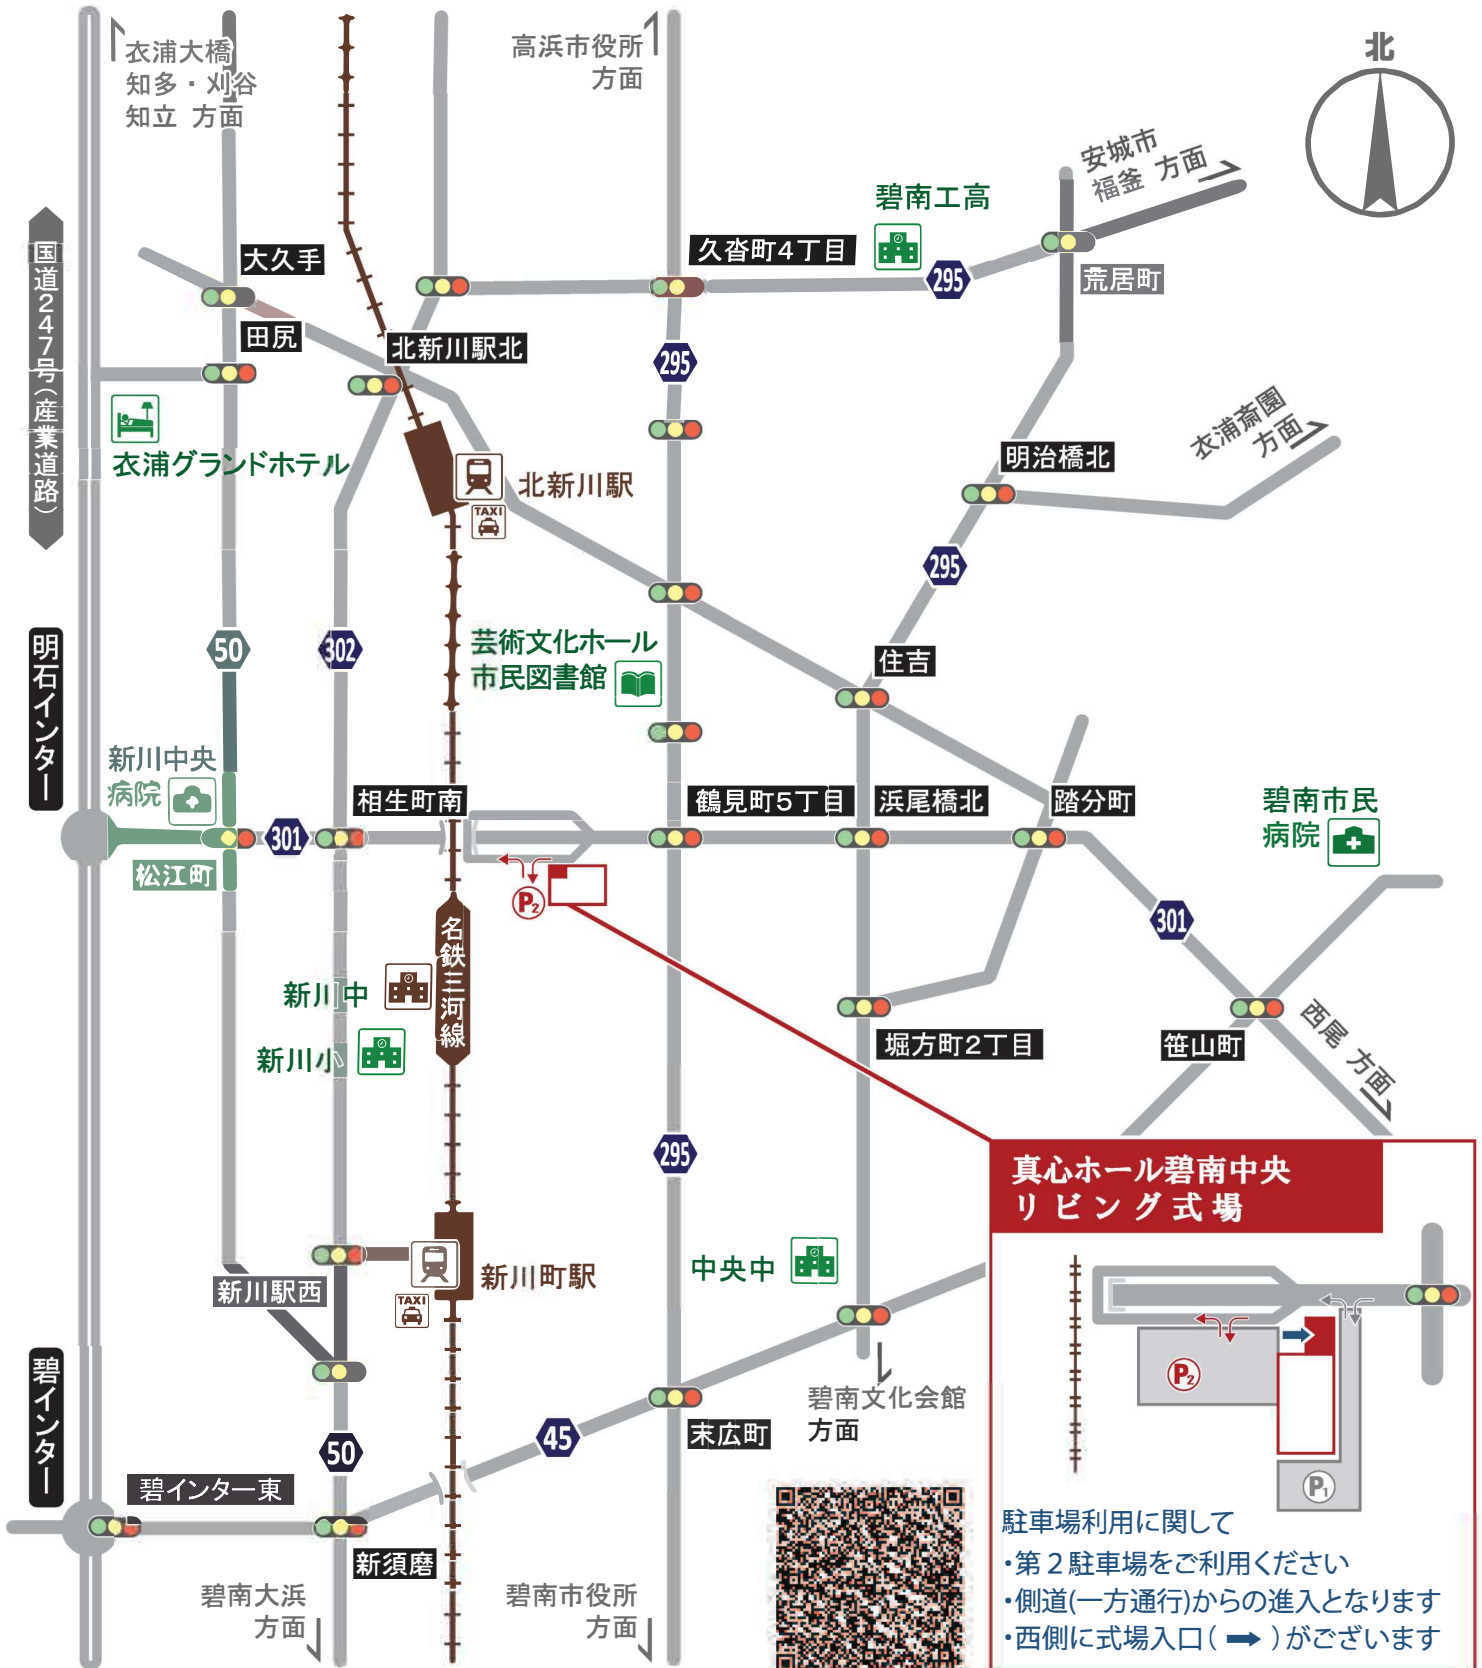 衣浦大橋
知多・刈谷
知立 方面
高浜市役所
方面
北
安城市
福釜 方面
碧南工高
久沓町4丁目
大久手
295
荒居町
国道247号(産業道路)
田尻
北新川駅北
295
衣浦斎園
方面
明治橋北
衣浦グランドホテル
北新川駅
TAXI
295
明石インター
50
302
芸術文化ホール
市民図書館
住吉
新川中央
病院
相生町南
鶴見町5丁目
浜尾橋北
踏分町
碧南市民
病院
301
松江町
P2
301
名鉄三河線
新川中
新川小
堀方町2丁目
笹山町
西尾 方面
295
真心ホール碧南中央
リビング式場
中央中
新川町駅
新川駅西
TAXI
碧インター
碧南文化会館
方面
P2
末広町
45
50
碧インター東
P1
駐車場利用に関して
・第2駐車場をご利用ください
・側道(一方通行)からの進入となります
・西側に式場入口( ➡ )がございます
新須磨
碧南大浜
方面
碧南市役所
方面